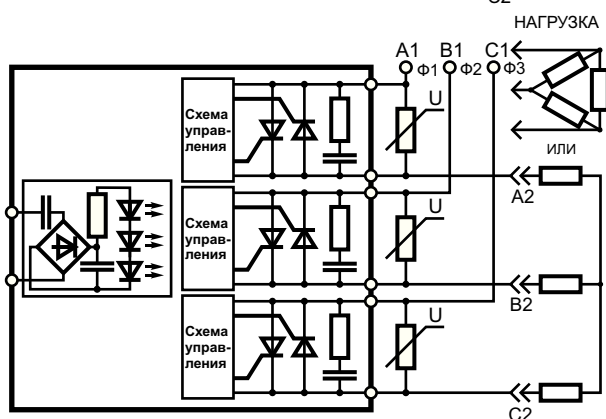 C2
НАГРУЗКА
A1 B1 C1
Ф1 Ф2 Ф3
U
Схема
управ-
ления
ИЛИ
A2
U
Схема
управ-
ления
B2
U
Схема
управ-
ления
C2